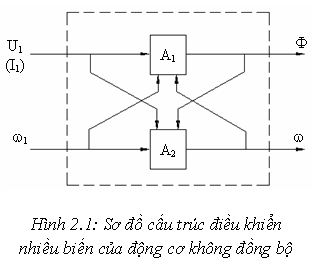 U₁
(I₁)
A₁
Φ
ω₁
A₂
ω
Hình 2.1: Sơ đồ cấu trúc điều khiển
nhiều biến của động cơ không đồng bộ